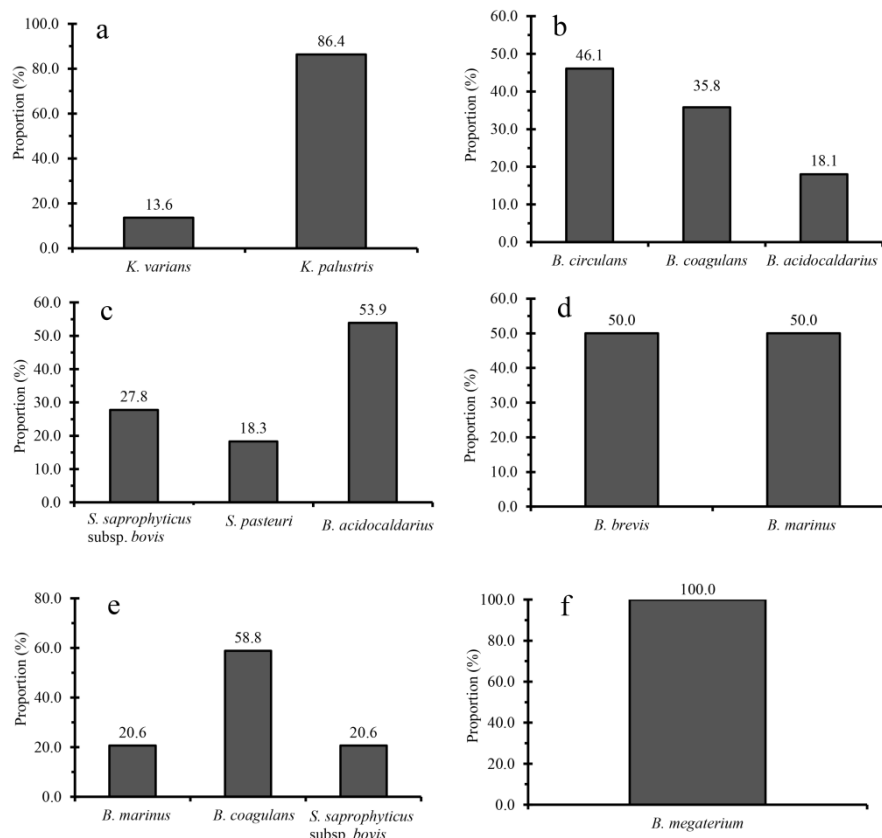 a
100.0
80.0
60.0
40.0
20.0
0.0
Proportion (%)
13.6
86.4
K. varians
K. palustris
b
60.0
50.0
40.0
30.0
20.0
10.0
0.0
Proportion (%)
46.1
35.8
18.1
B. circulans
B. coagulans
B. acidocaldarius
c
60.0
50.0
40.0
30.0
20.0
10.0
0.0
Proportion (%)
27.8
18.3
53.9
S. saprophyticus
subsp. bovis
S. pasteuri
B. acidocaldarius
d
60.0
50.0
40.0
30.0
20.0
10.0
0.0
Proportion (%)
50.0
50.0
B. brevis
B. marinus
e
80.0
60.0
40.0
20.0
0.0
Proportion (%)
20.6
58.8
20.6
B. marinus
B. coagulans
S. saprophyticus
subsp. bovis
f
100.0
80.0
60.0
40.0
20.0
0.0
Proportion (%)
100.0
B. megaterium